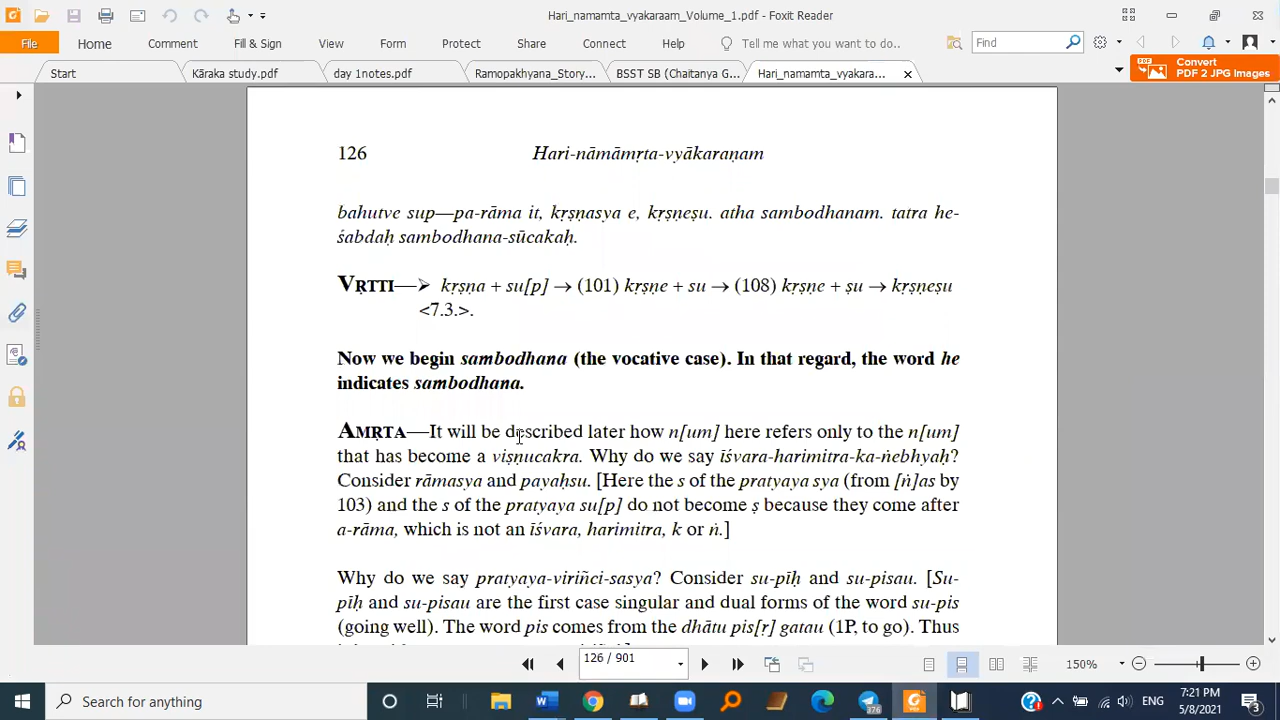 Hari_namamta_vyakaraam_Volume_1.pdf - Foxit Reader
File Home Comment Fill & Sign View Form Protect Share Connect Help Tell me what you want to do.. Find
Start Kāraka study.pdf day 1notes.pdf Ramopakhyana_Story... BSST SB (Chaitanya G... Hari_namamta_vyakara...
Convert
PDF 2 JPG Images
126 Hari-nāmāmṛta-vyākaraṇam
bahutve sup—pa-rāma it, kṛṣṇasya e, kṛṣṇeṣu. atha sambodhanam. tatra he-
śabdaḥ sambodhana-sūcakaḥ.
VṚTTI—➢ kṛṣṇa + su[p] → (101) kṛṣṇe + su → (108) kṛṣṇe + ṣu → kṛṣṇeṣu
<7.3.>.
Now we begin sambodhana (the vocative case). In that regard, the word he
indicates sambodhana.
AMṚTA—It will be described later how n[um] here refers only to the n[um]
that has become a viṣṇucakra. Why do we say īśvara-harimitra-ka-ṅebhyaḥ?
Consider rāmasya and payaḥsu. [Here the s of the pratyaya sya (from [ṅ]as by
103) and the s of the pratyaya su[p] do not become ṣ because they come after
a-rāma, which is not an īśvara, harimitra, k or ṅ.]
Why do we say pratyaya-viriñci-sasya? Consider su-pīḥ and su-pisau. [Su-
pīḥ and su-pisau are the first case singular and dual forms of the word su-pis
(going well). The word pis comes from the dhātu pis[ṛ] gatau (1P, to go). Thus
126 / 901 150%
Search for anything 376 ENG 7:21 PM
5/8/2021